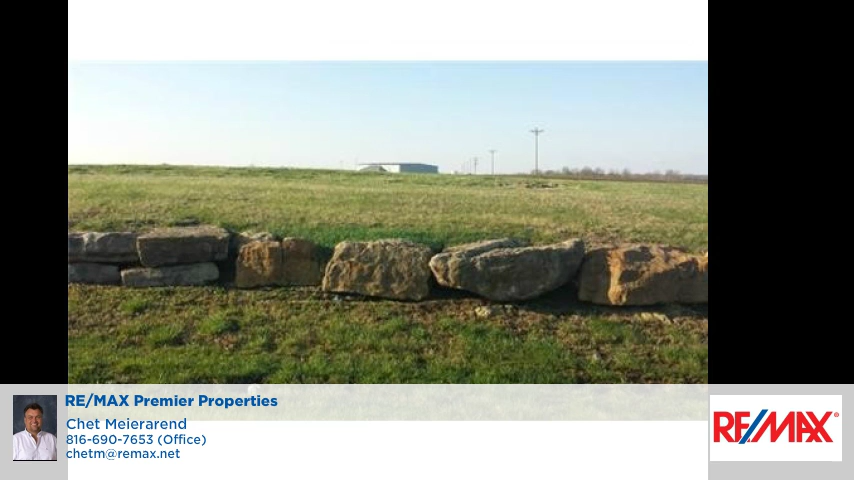 RE/MAX Premier Properties
Chet Meierarend
816-690-7653 (Office)
chetm@remax.net
RE/MAX®